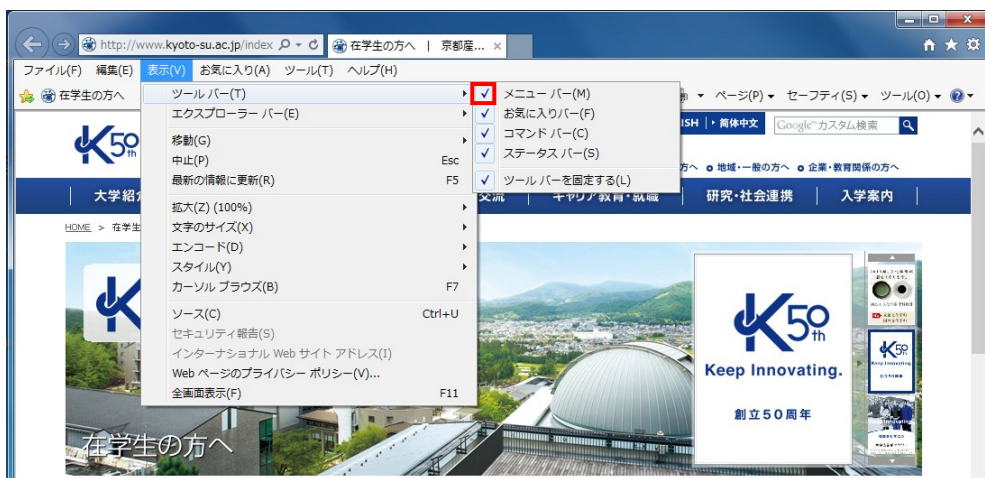 http://www.kyoto-su.ac.jp/index
在学生の方へ | 京都産...
ファイル(F) 編集(E) 表示(V) お気に入り(A) ツール(T) ヘルプ(H)
在学生の方へ
ページ(P) セーフティ(S) ツール(O)
ツール バー(T)
エクスプローラー バー(E)
移動(G)
中止(P) Esc
最新の情報に更新(R) F5
拡大(Z) (100%)
文字のサイズ(X)
エンコード(D)
スタイル(Y)
カーソル ブラウズ(B) F7
ソース(C) Ctrl+U
セキュリティ報告(S)
インターナショナル Web サイト アドレス(I)
Web ページのプライバシー ポリシー(V)...
全画面表示(F) F11
メニュー バー(M)
お気に入りバー(F)
コマンド バー(C)
ステータス バー(S)
ツール バーを固定する(L)
K50th
ISH 简体中文 Google カスタム検索
方へ 地域・一般の方へ 企業・教育関係の方へ
大学紹 交流 キャリア教育・就職 研究・社会連携 入学案内
HOME > 在学生
K50th
Keep Innovating.
創立50周年
在学生の方へ